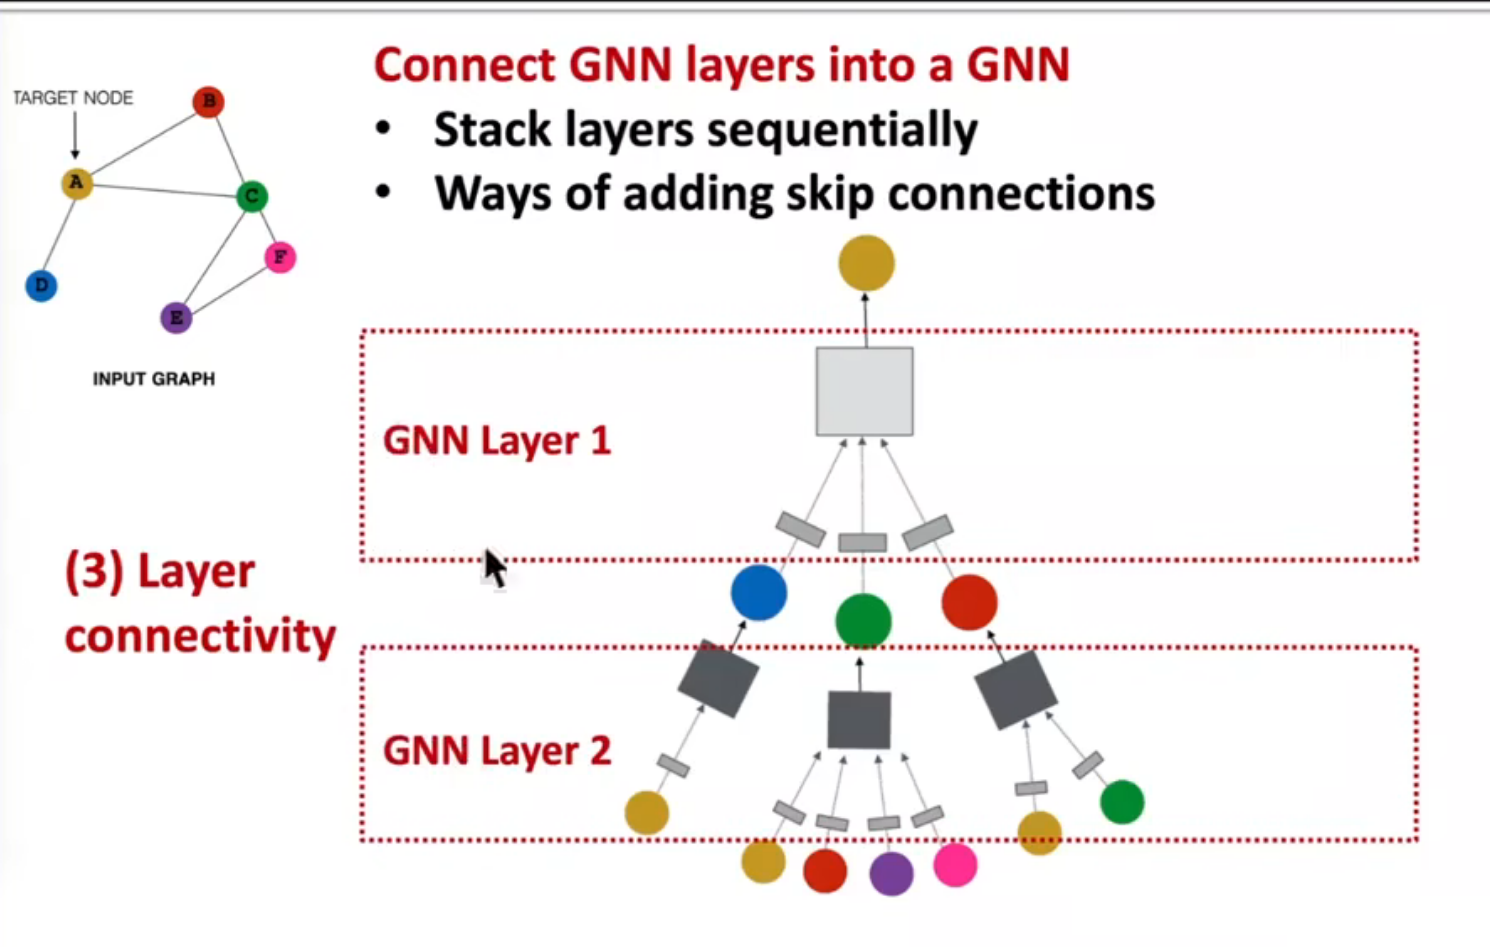 Connect GNN layers into a GNN
• Stack layers sequentially
• Ways of adding skip connections
TARGET NODE
B
A
C
F
D
E
INPUT GRAPH
GNN Layer 1
(3) Layer
connectivity
GNN Layer 2